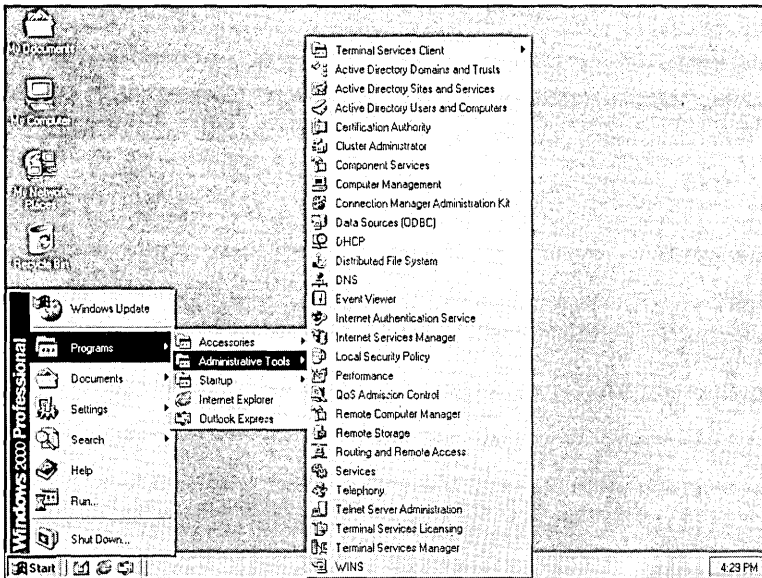 My Documents
My Computer
My Network
Places
Recycle Bin
Windows 2000 Professional
Windows Update
Programs
Documents
Settings
Search
Help
Run...
Shut Down...
Accessories
Administrative Tools
Startup
Internet Explorer
Outlook Express
Terminal Services Client
Active Directory Domains and Trusts
Active Directory Sites and Services
Active Directory Users and Computers
Certification Authority
Cluster Administrator
Component Services
Computer Management
Connection Manager Administration Kit
Data Sources (ODBC)
DHCP
Distributed File System
DNS
Event Viewer
Internet Authentication Service
Internet Services Manager
Local Security Policy
Performance
QoS Admission Control
Remote Computer Manager
Remote Storage
Routing and Remote Access
Services
Telephony
Telnet Server Administration
Terminal Services Licensing
Terminal Services Manager
WINS
Start
4:29 PM